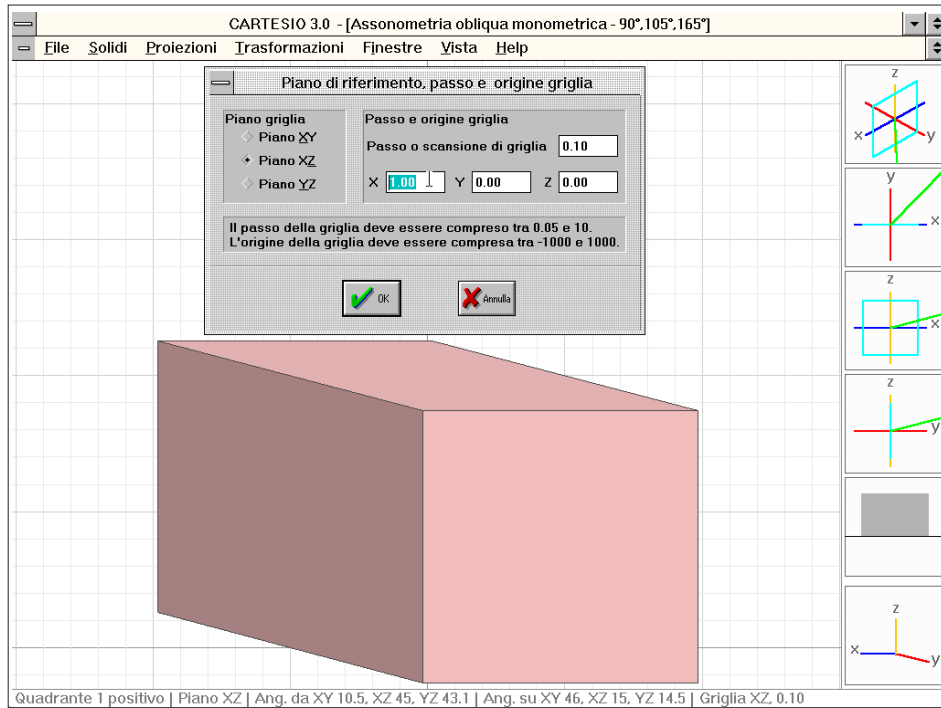 CARTESIO 3.0 - [Assonometria obliqua monometrica - 90°,105°,165°]
File Solidi Proiezioni Trasformazioni Finestre Vista Help
Piano di riferimento, passo e origine griglia
Piano griglia
Piano XY
Piano XZ
Piano YZ
Passo e origine griglia
Passo o scansione di griglia 0.10
X 1.00 Y 0.00 Z 0.00
Il passo della griglia deve essere compreso tra 0.05 e 10.
L'origine della griglia deve essere compresa tra -1000 e 1000.
OK Annulla
z
x y
y
x
z
x
z
y
z
x y
Quadrante 1 positivo | Piano XZ | Ang. da XY 10.5, XZ 45, YZ 43.1 | Ang. su XY 46, XZ 15, YZ 14.5 | Griglia XZ, 0.10